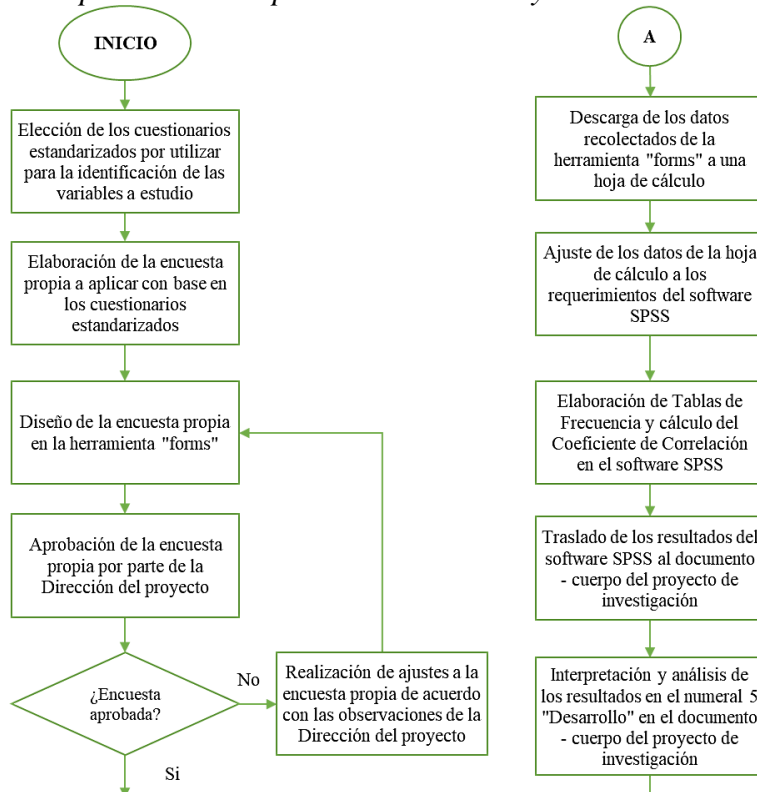 INICIO
Elección de los cuestionarios
estandarizados por utilizar
para la identificación de las
variables a estudio
Elaboración de la encuesta
propia a aplicar con base en
los cuestionarios
estandarizados
Diseño de la encuesta propia
en la herramienta "forms"
Aprobación de la encuesta
propia por parte de la
Dirección del proyecto
¿Encuesta
aprobada?
No
Realización de ajustes a la
encuesta propia de acuerdo
con las observaciones de la
Dirección del proyecto
Si
A
Descarga de los datos
recolectados de la
herramienta "forms" a una
hoja de cálculo
Ajuste de los datos de la hoja
de cálculo a los
requerimientos del software
SPSS
Elaboración de Tablas de
Frecuencia y cálculo del
Coeficiente de Correlación
en el software SPSS
Traslado de los resultados del
software SPSS al documento
- cuerpo del proyecto de
investigación
Interpretación y análisis de
los resultados en el numeral 5
"Desarrollo" en el documento
- cuerpo del proyecto de
investigación